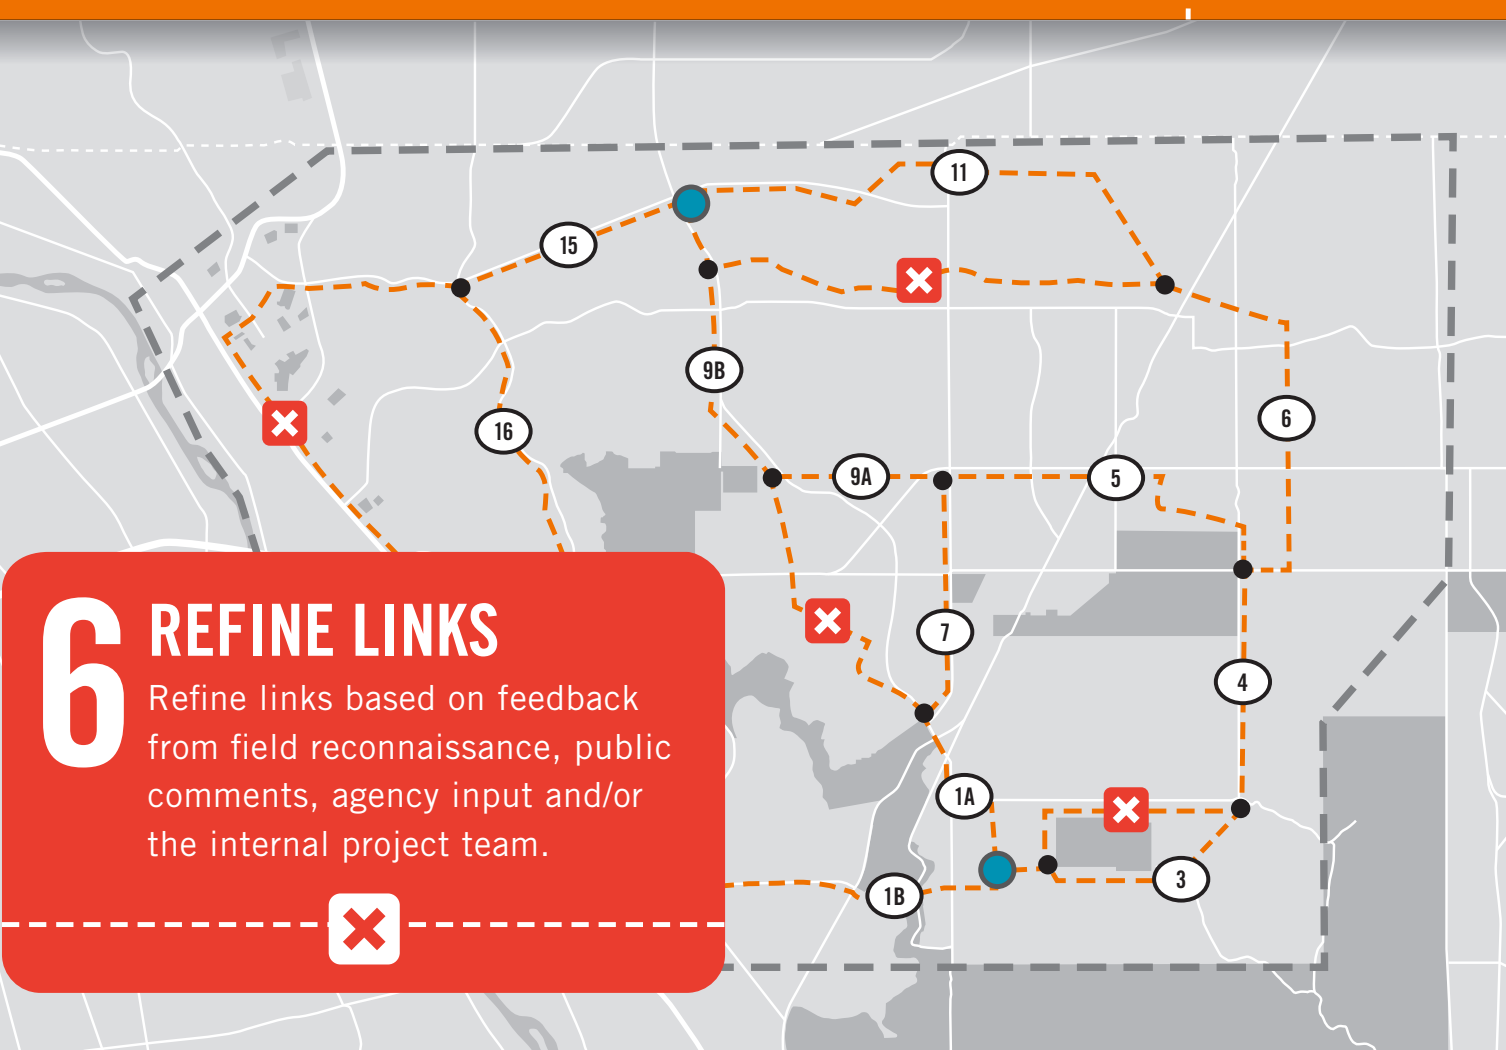 11
15
9B
6
16
9A
5
7
4
1A
3
1B
6
REFINE LINKS
Refine links based on feedback
from field reconnaissance, public
comments, agency input and/or
the internal project team.